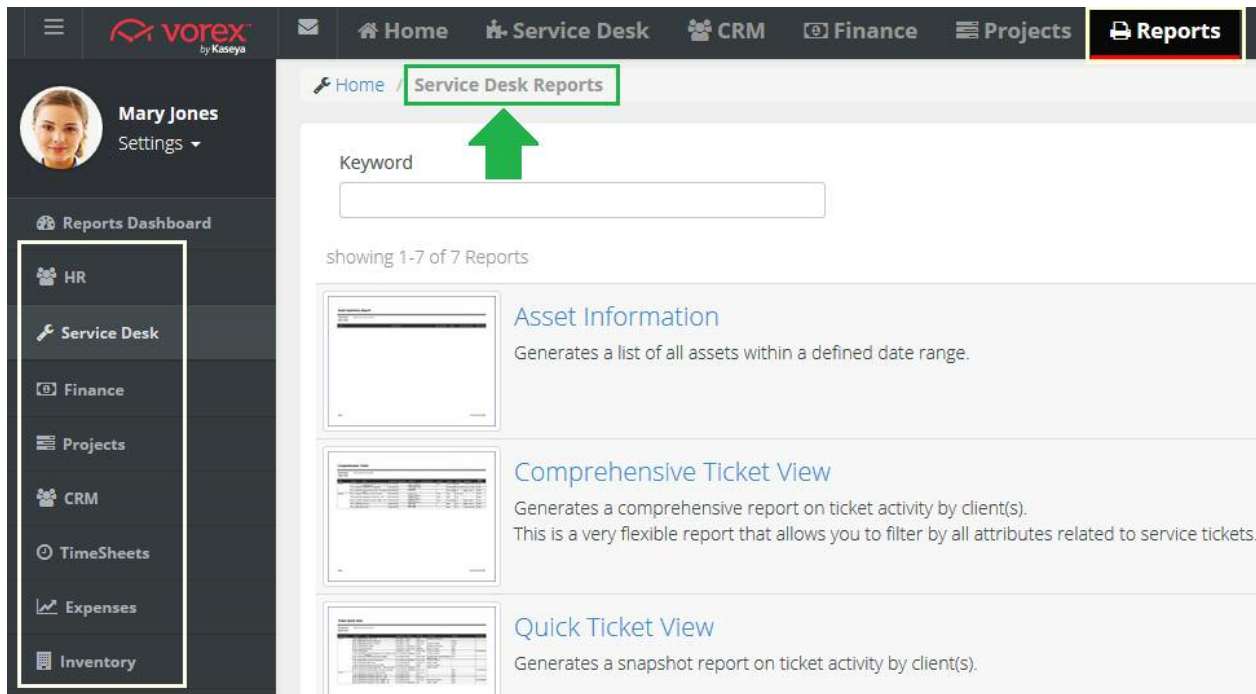 vorex
by Kaseya
Home
Service Desk
CRM
Finance
Projects
Reports
Mary Jones
Settings
Home / Service Desk Reports
Keyword
showing 1-7 of 7 Reports
Reports Dashboard
HR
Service Desk
Finance
Projects
CRM
TimeSheets
Expenses
Inventory
Asset Information
Generates a list of all assets within a defined date range.
Comprehensive Ticket View
Generates a comprehensive report on ticket activity by client(s).
This is a very flexible report that allows you to filter by all attributes related to service tickets.
Quick Ticket View
Generates a snapshot report on ticket activity by client(s).